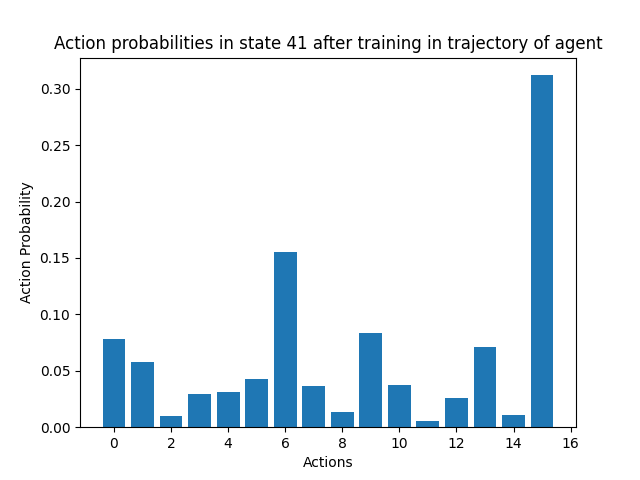 Action probabilities in state 41 after training in trajectory of agent
0.30
0.25
0.20
0.15
0.10
0.05
0.00
Action Probability
0 2 4 6 8 10 12 14 16
Actions